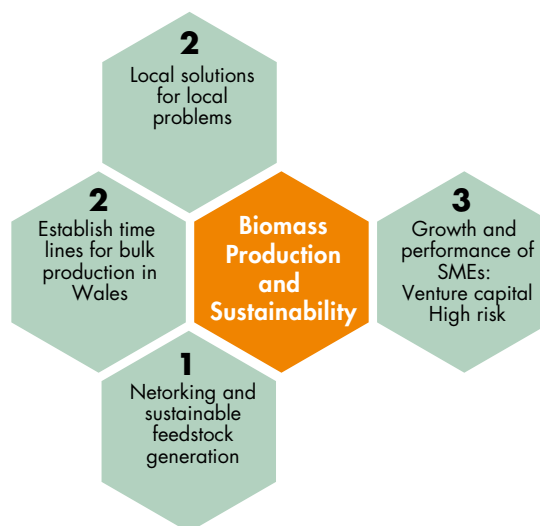 2
Local solutions
for local
problems
2
Establish time
lines for bulk
production in
Wales
Biomass
Production
and
Sustainability
3
Growth and
performance of
SMEs:
Venture capital
High risk
1
Netorking and
sustainable
feedstock
generation